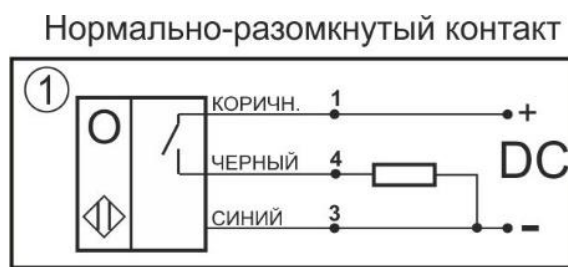 Нормально-разомкнутый контакт
1
КОРИЧН. 1 +
O
ЧЕРНЫЙ 4 DC
СИНИЙ 3 -